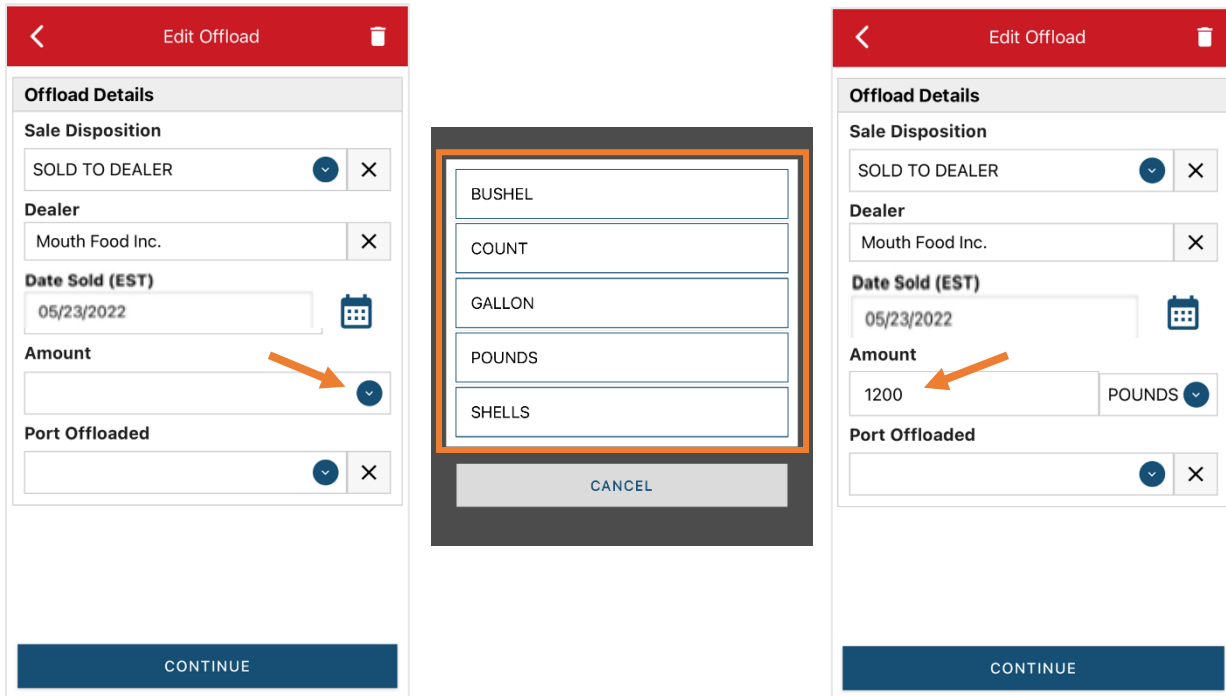 Edit Offload
Offload Details
Sale Disposition
SOLD TO DEALER
Dealer
Mouth Food Inc.
Date Sold (EST)
05/23/2022
Amount
Port Offloaded
CONTINUE
BUSHEL
COUNT
GALLON
POUNDS
SHELLS
CANCEL
Edit Offload
Offload Details
Sale Disposition
SOLD TO DEALER
Dealer
Mouth Food Inc.
Date Sold (EST)
05/23/2022
Amount
1200 POUNDS
Port Offloaded
CONTINUE